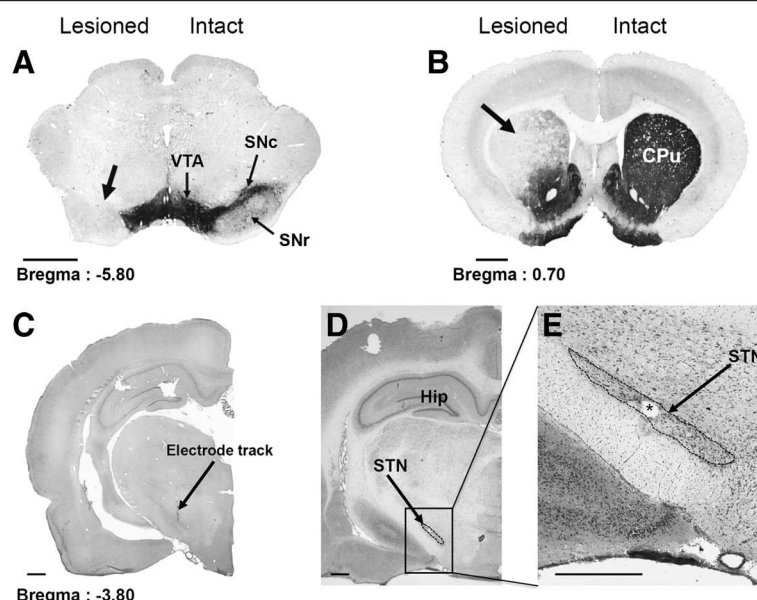 Lesioned Intact
Lesioned Intact
A
VTA
SNc
SNr
Bregma : -5.80
B
CPu
Bregma : 0.70
C
Electrode track
Bregma : -3.80
D
Hip
STN
E
STN
*